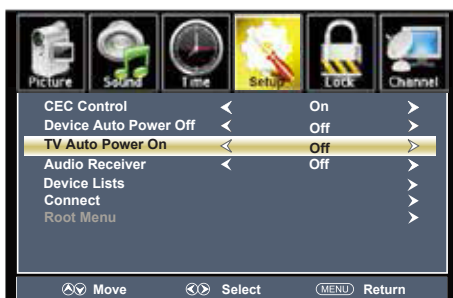 Picture Sound Time Setup Lock Channel
CEC Control On
Device Auto Power Off Off
TV Auto Power On Off
Audio Receiver Off
Device Lists
Connect
Root Menu
Move Select MENU Return